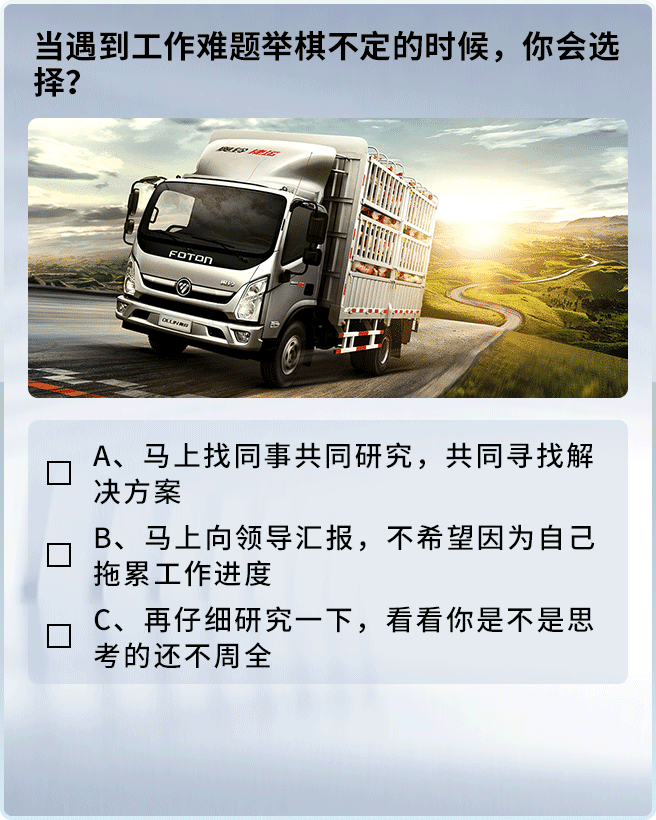 当遇到工作难题举棋不定的时候，你会选
择？
奥铃 捷运
FOTON
A、马上找同事共同研究，共同寻找解
决方案
B、马上向领导汇报，不希望因为自己
拖累工作进度
C、再仔细研究一下，看看你是不是思
考的还不周全